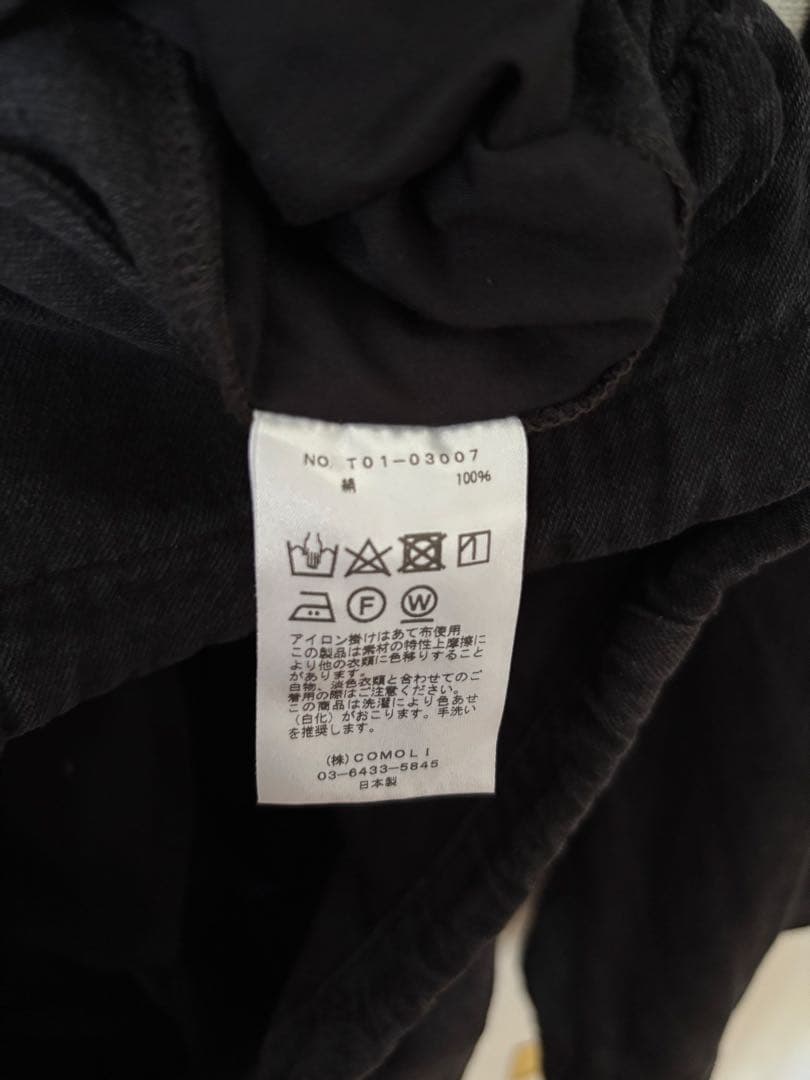 NO. T01-03007
綿 100%
F W
アイロン掛けはあて布使用
この製品は素材の特性上摩擦に
より他の衣類に色移りすること
があります。
白物、淡色衣類と合わせてのご
着用の際はご注意ください。
この商品は洗濯により色あせ
(白化)がおこります。手洗い
を推奨します。
(株)COMOLI
03-6433-5845
日本製